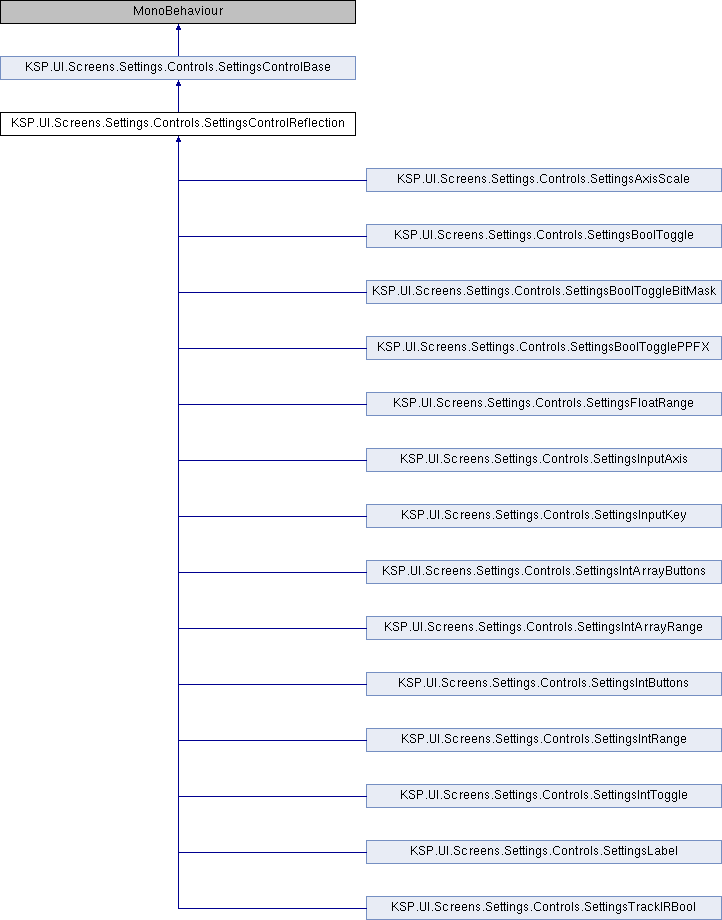 MonoBehaviour
KSP.UI.Screens.Settings.Controls.SettingsControlBase
KSP.UI.Screens.Settings.Controls.SettingsControlReflection
KSP.UI.Screens.Settings.Controls.SettingsAxisScale
KSP.UI.Screens.Settings.Controls.SettingsBoolToggle
KSP.UI.Screens.Settings.Controls.SettingsBoolToggleBitMask
KSP.UI.Screens.Settings.Controls.SettingsBoolTogglePPFX
KSP.UI.Screens.Settings.Controls.SettingsFloatRange
KSP.UI.Screens.Settings.Controls.SettingsInputAxis
KSP.UI.Screens.Settings.Controls.SettingsInputKey
KSP.UI.Screens.Settings.Controls.SettingsIntArrayButtons
KSP.UI.Screens.Settings.Controls.SettingsIntArrayRange
KSP.UI.Screens.Settings.Controls.SettingsIntButtons
KSP.UI.Screens.Settings.Controls.SettingsIntRange
KSP.UI.Screens.Settings.Controls.SettingsIntToggle
KSP.UI.Screens.Settings.Controls.SettingsLabel
KSP.UI.Screens.Settings.Controls.SettingsTrackIRBool